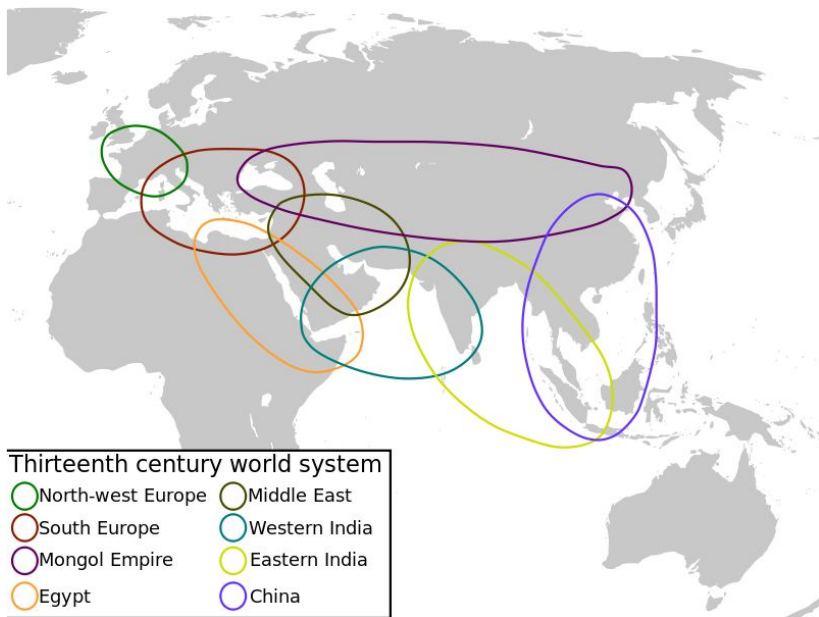 Thirteenth century world system
North-west Europe
South Europe
Mongol Empire
Egypt
Middle East
Western India
Eastern India
China